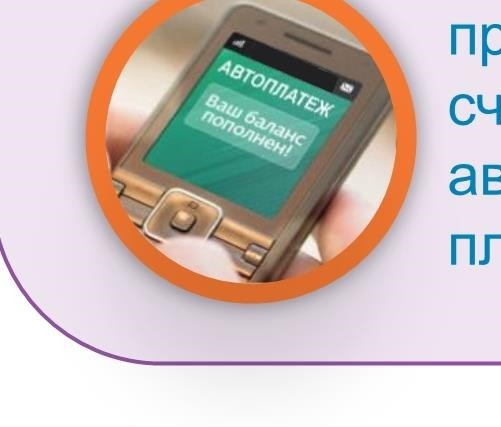 АВТОПЛАТЕЖ
Ваш баланс
пополнен!
пр
сч
ав
пл